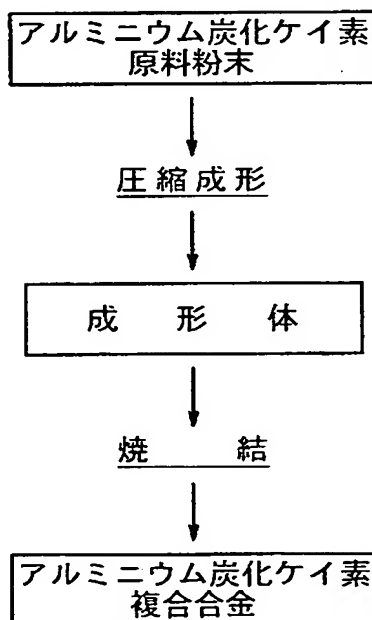 アルミニウム炭化ケイ素
原料粉末
圧縮成形
成形体
焼結
アルミニウム炭化ケイ素
複合合金